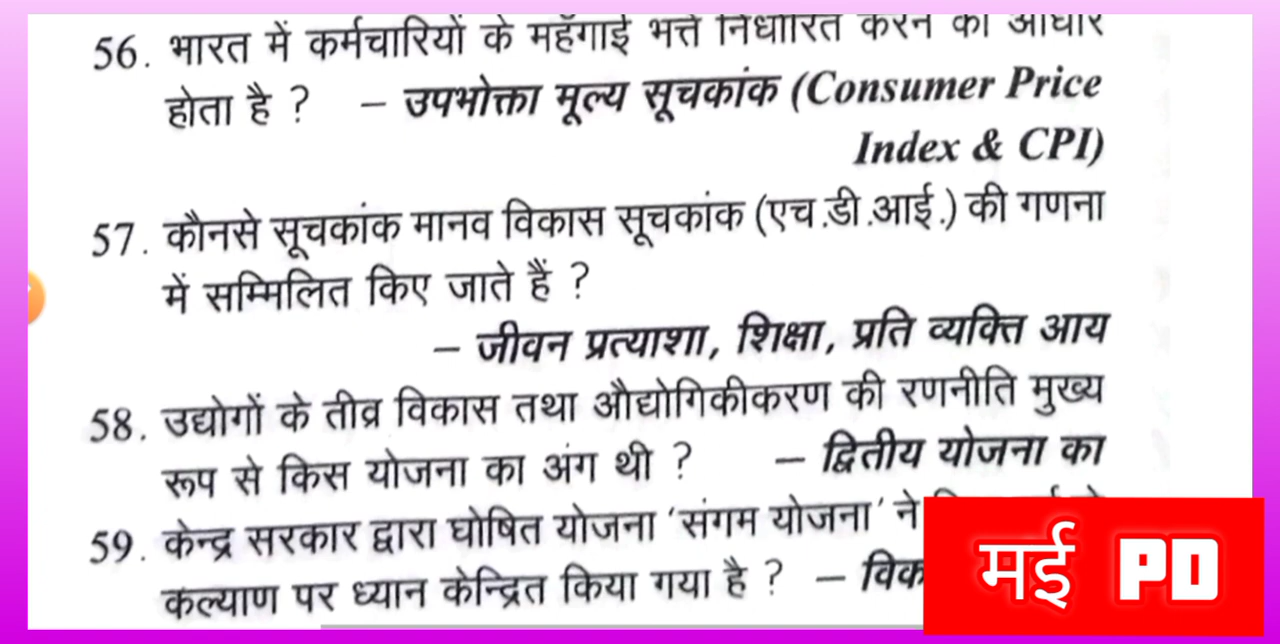 56. भारत में कर्मचारियों के महँगाई भत्ते निर्धारित करने का आधार
होता है ? – उपभोक्ता मूल्य सूचकांक (Consumer Price
Index & CPI)
57. कौनसे सूचकांक मानव विकास सूचकांक (एच.डी.आई.) की गणना
में सम्मिलित किए जाते हैं ?
– जीवन प्रत्याशा, शिक्षा, प्रति व्यक्ति आय
58. उद्योगों के तीव्र विकास तथा औद्योगिकीकरण की रणनीति मुख्य
रूप से किस योजना का अंग थी ? – द्वितीय योजना का
59. केन्द्र सरकार द्वारा घोषित योजना ‘संगम योजना’ ने
कल्याण पर ध्यान केन्द्रित किया गया है ? – विक
मई PD